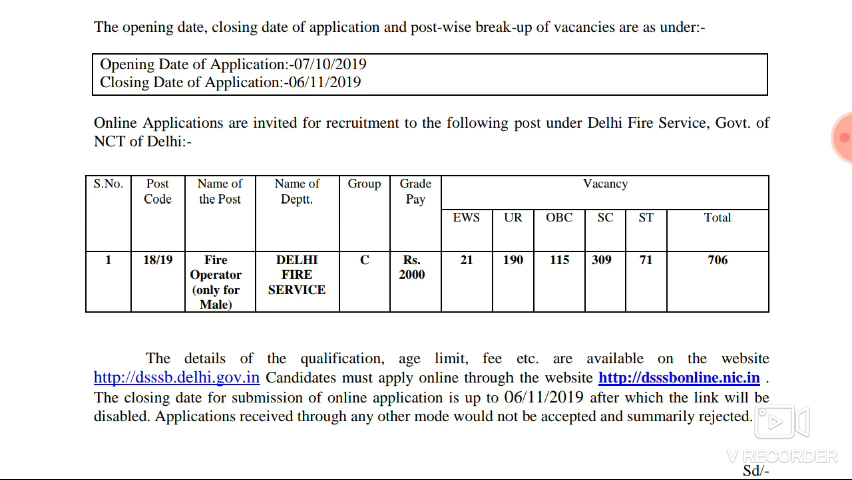 The opening date, closing date of application and post-wise break-up of vacancies are as under:-
Opening Date of Application:-07/10/2019
Closing Date of Application:-06/11/2019
Online Applications are invited for recruitment to the following post under Delhi Fire Service, Govt. of
NCT of Delhi:-
S.No. Post Name of Name of Group Grade Vacancy
Code the Post Deptt. Pay
EWS UR OBC SC ST Total
1 18/19 Fire DELHI C Rs. 21 190 115 309 71 706
Operator FIRE 2000
(only for SERVICE
Male)
The details of the qualification, age limit, fee etc. are available on the website
http://dsssb.delhi.gov.in Candidates must apply online through the website http://dsssbonline.nic.in .
The closing date for submission of online application is up to 06/11/2019 after which the link will be
disabled. Applications received through any other mode would not be accepted and summarily rejected.
V RECORDER
Sd/-